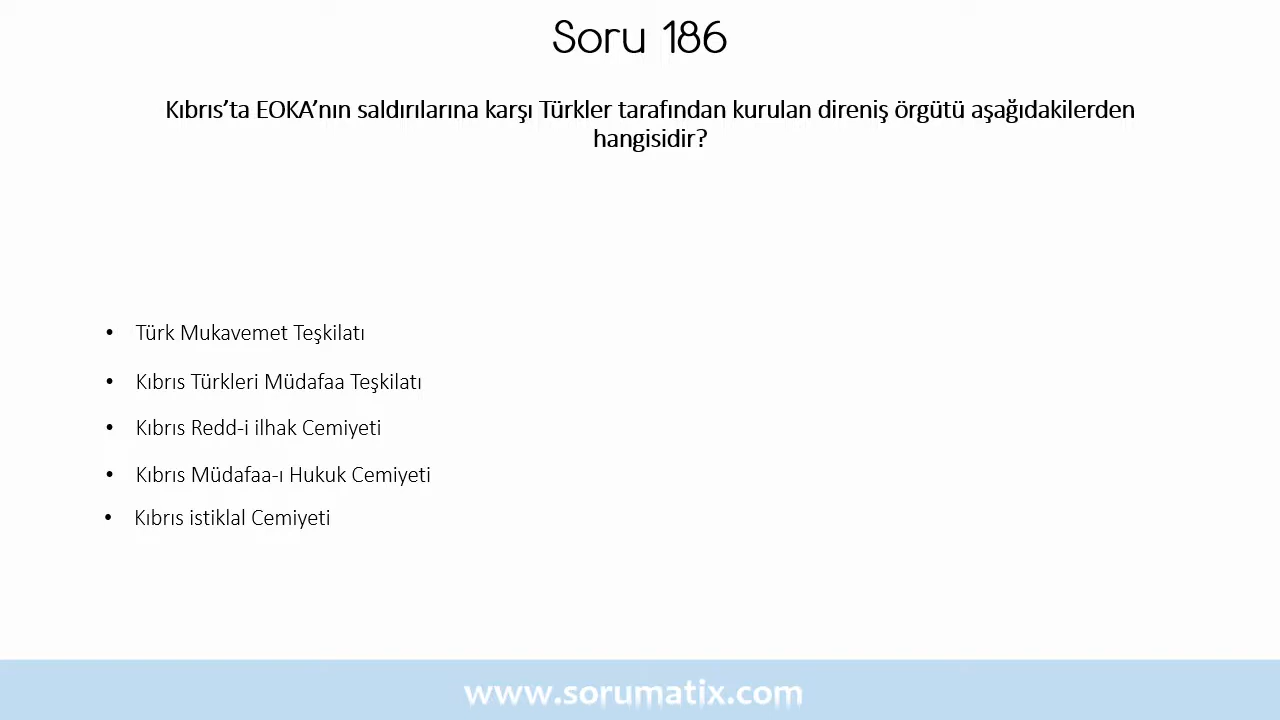 Soru 186
Kıbrıs’ta EOKA’nın saldırılarına karşı Türkler tarafından kurulan direniş örgütü aşağıdakilerden
hangisidir?
• Türk Mukavemet Teşkilatı
• Kıbrıs Türkleri Müdafaa Teşkilatı
• Kıbrıs Redd-i ilhak Cemiyeti
• Kıbrıs Müdafaa-ı Hukuk Cemiyeti
• Kıbrıs istiklal Cemiyeti
www.sorumatix.com